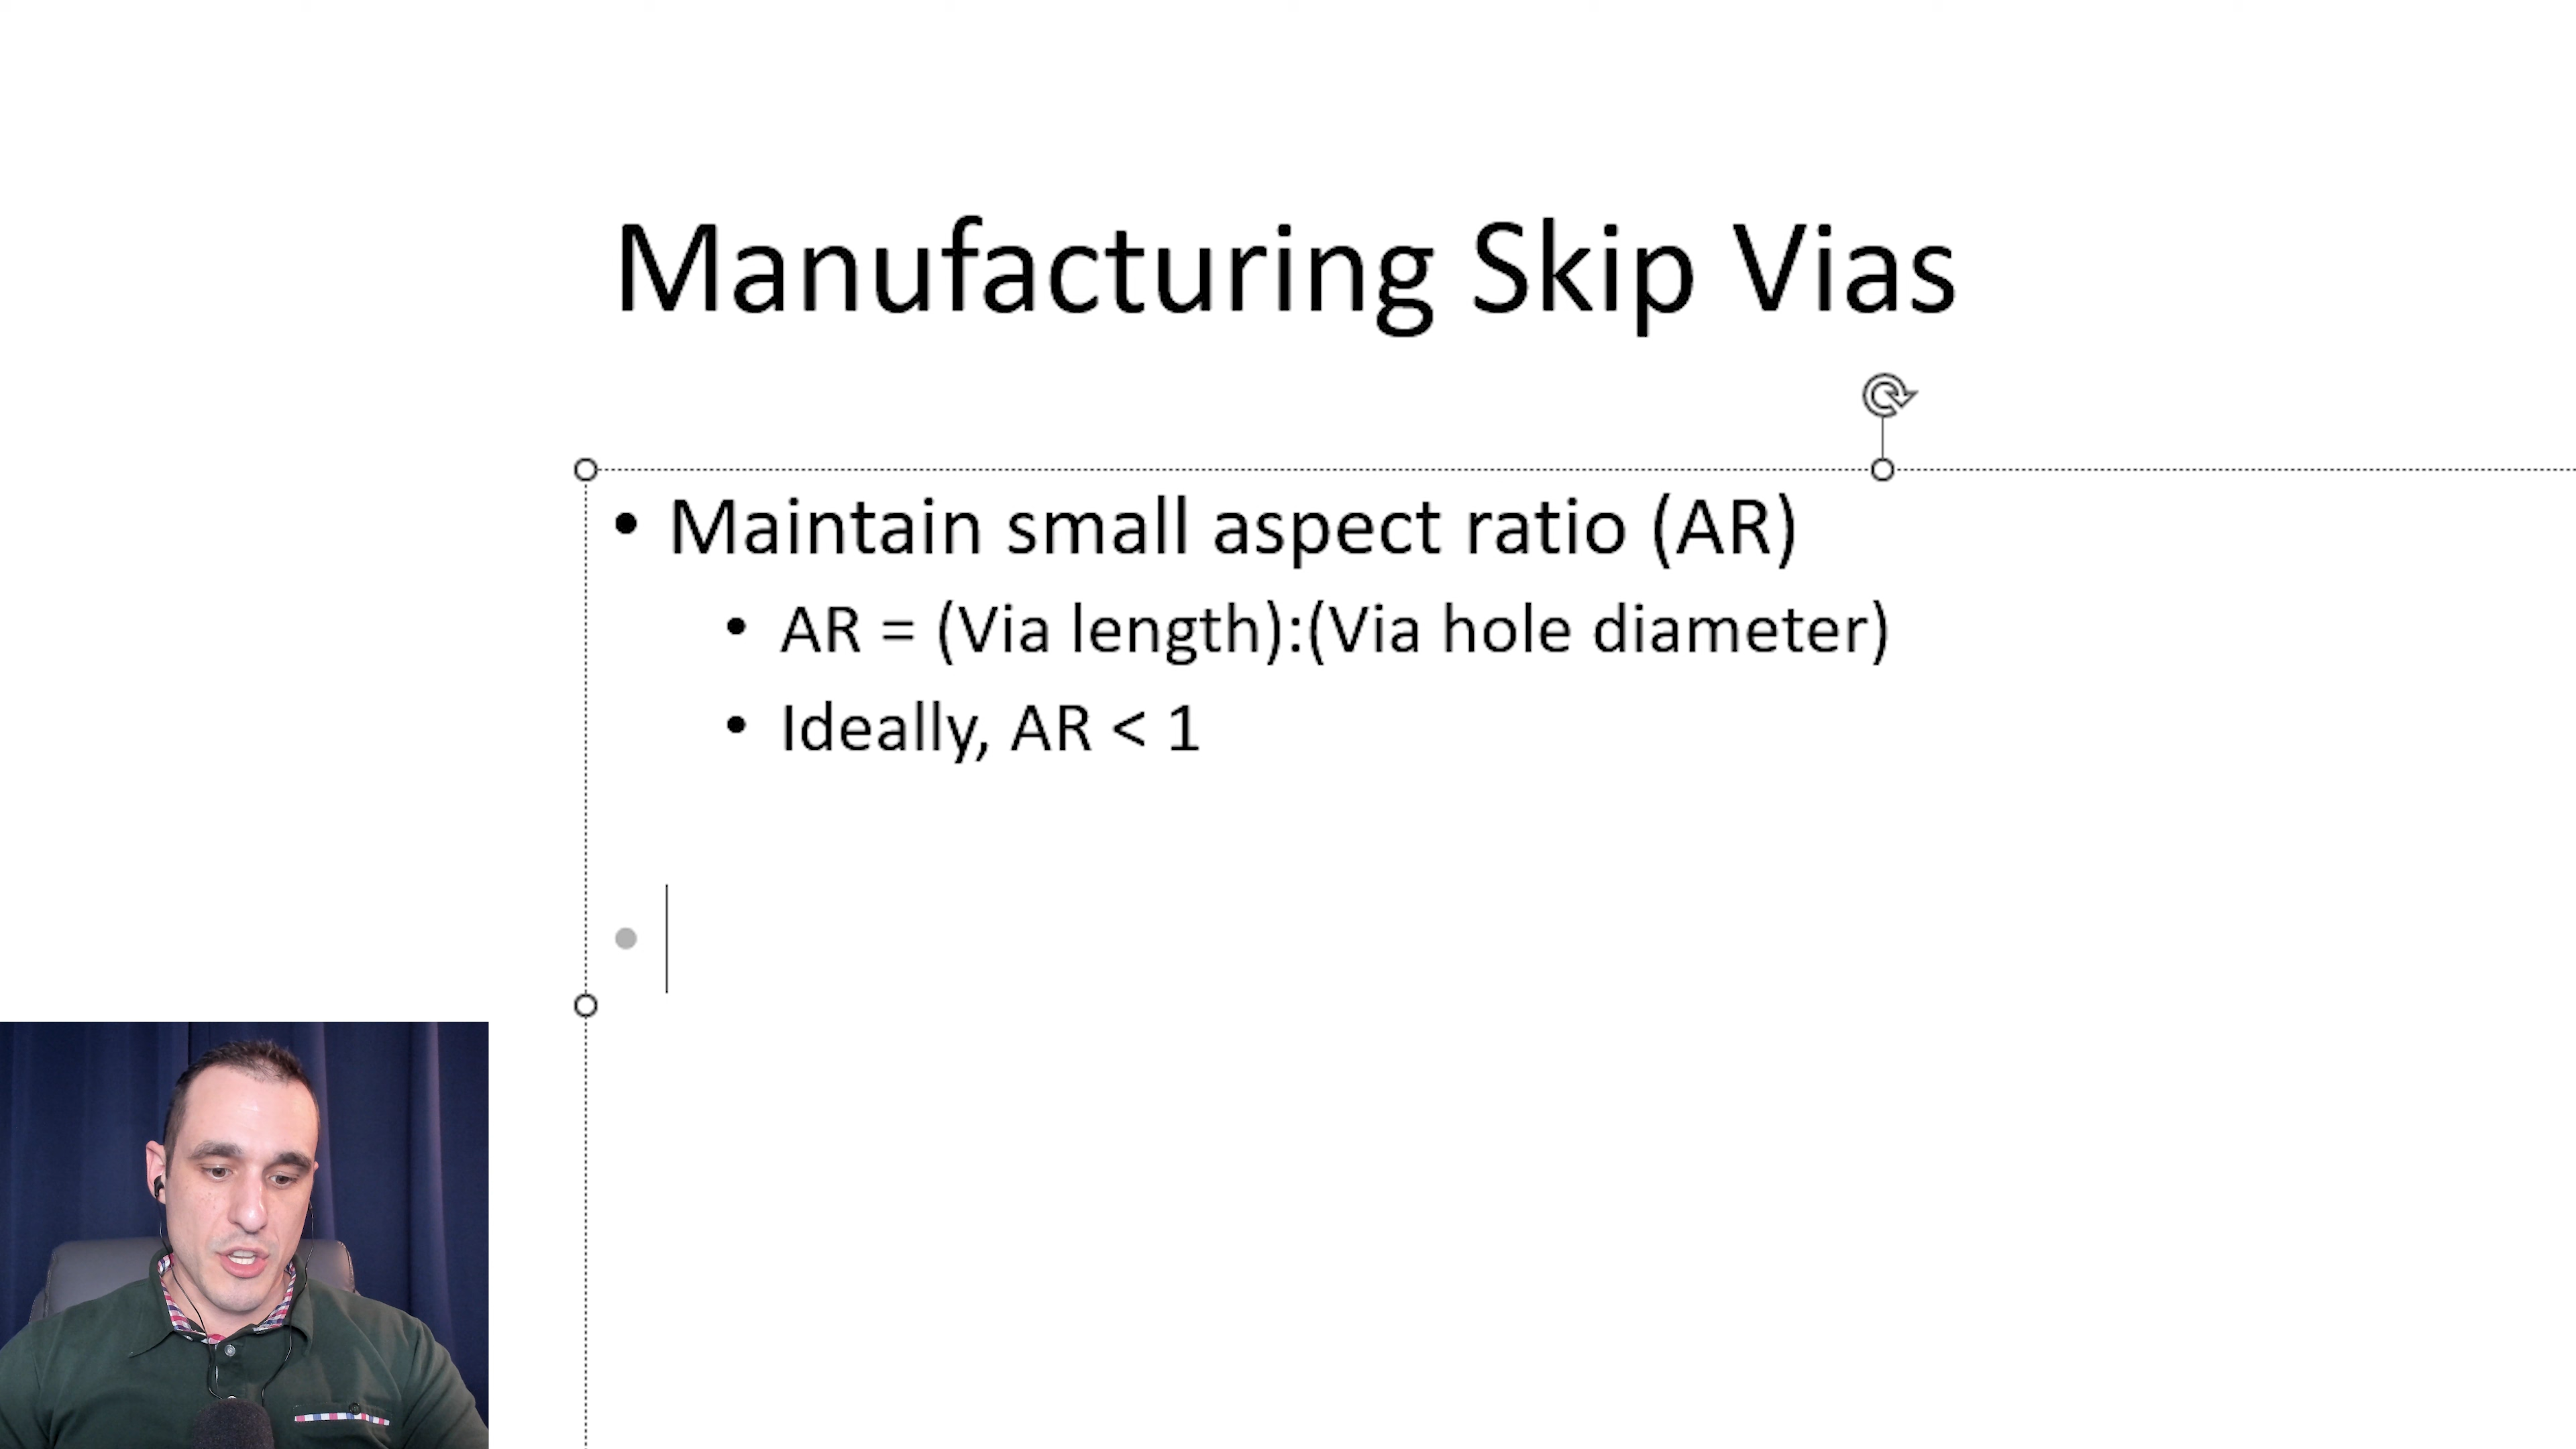 Manufacturing Skip Vias
• Maintain small aspect ratio (AR)
• AR = (Via length):(Via hole diameter)
• Ideally, AR < 1